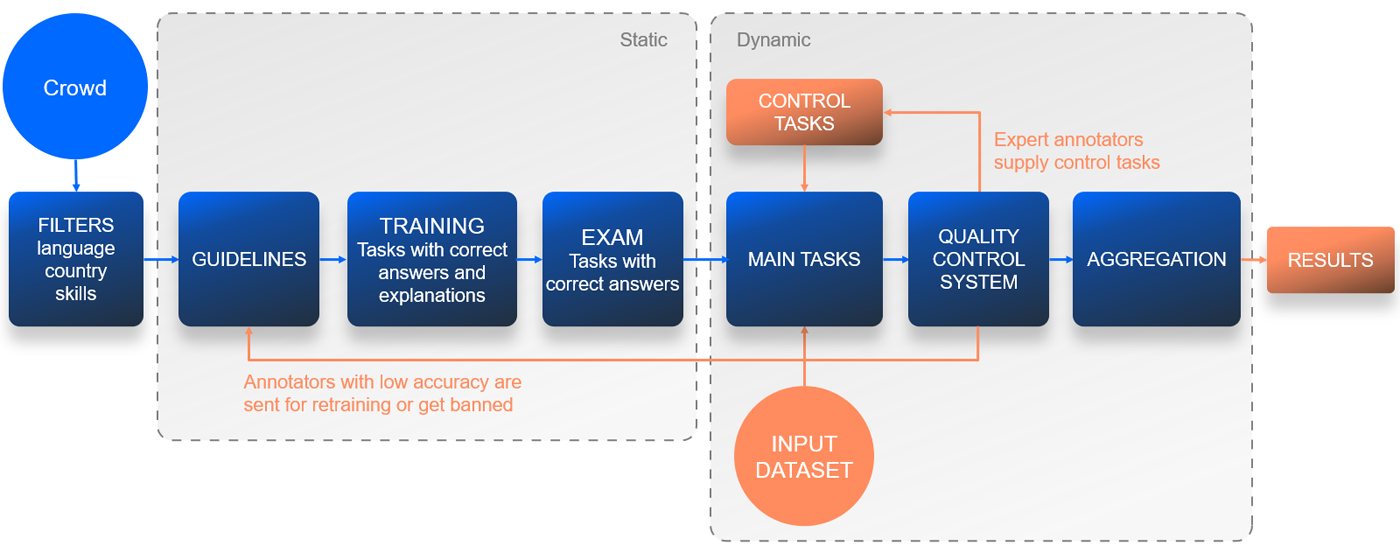 Static
Dynamic
Crowd
CONTROL
TASKS
Expert annotators
supply control tasks
FILTERS
language
country
skills
GUIDELINES
TRAINING
Tasks with correct
answers and
explanations
EXAM
Tasks with
correct answers
MAIN TASKS
QUALITY
CONTROL
SYSTEM
AGGREGATION
RESULTS
Annotators with low accuracy are
sent for retraining or get banned
INPUT
DATASET